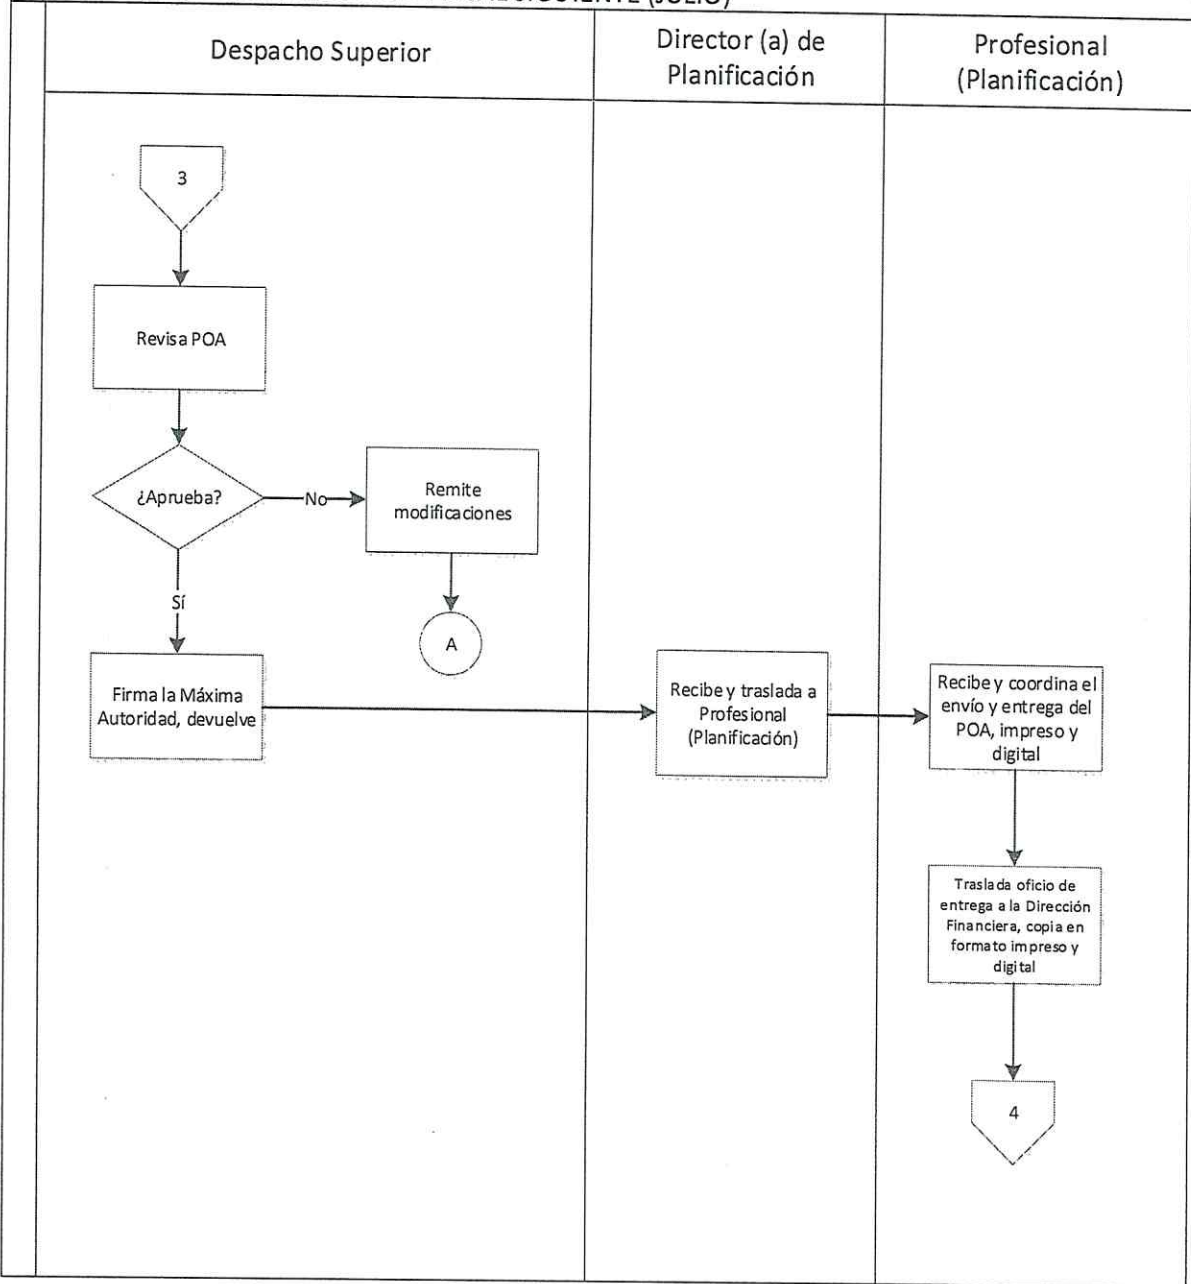 SIGUIENTE (JULIO)
Despacho Superior
Director (a) de
Planificación
Profesional
(Planificación)
3
Revisa POA
¿Aprueba?
No
Remite
modificaciones
Sí
A
Firma la Máxima
Autoridad, devuelve
Recibe y traslada a
Profesional
(Planificación)
Recibe y coordina el
envío y entrega del
POA, impreso y
digital
Traslada oficio de
entrega a la Dirección
Financiera, copia en
formato impreso y
digital
4